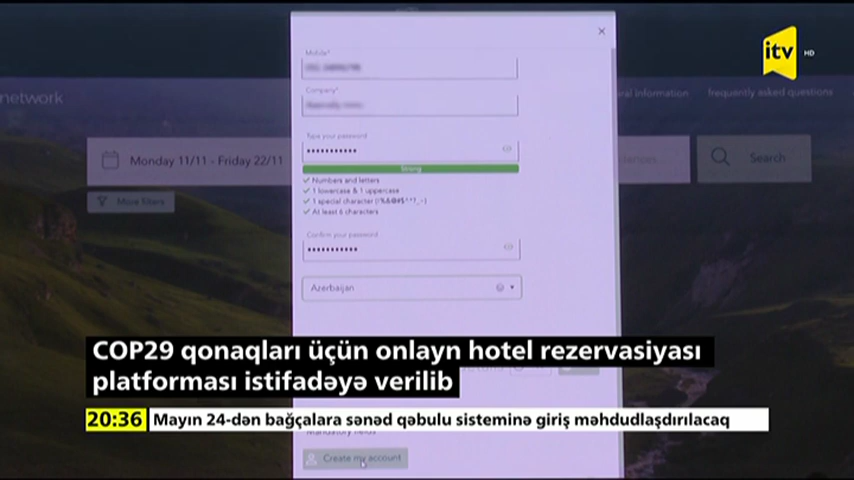 itv HD
Mobile*
network
Company*
frequently asked questions
Type your password
Monday 11/11 - Friday 22/11
Search
Strong
Numbers and letters
1 lowercase & 1 uppercase
1 special character
At least 6 characters
More filters
Confirm your password
Azerbaijan
COP29 qonaqları üçün onlayn hotel rezervasiyası
platforması istifadəyə verilib
20:36 Mayın 24-dən bağçalara sənəd qəbulu sisteminə giriş məhdudlaşdırılacaq
Mandatory fields
Create my account